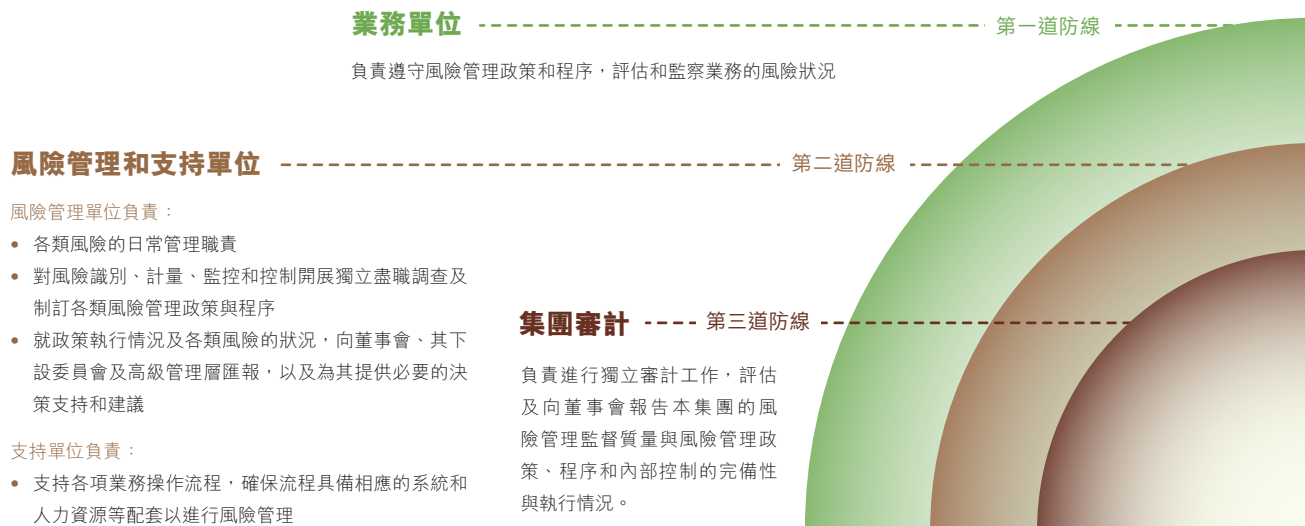 業務單位
第一道防線
負責遵守風險管理政策和程序，評估和監察業務的風險狀況
風險管理和支持單位
第二道防線
風險管理單位負責：
• 各類風險的日常管理職責
• 對風險識別、計量、監控和控制開展獨立盡職調查及
制訂各類風險管理政策與程序
• 就政策執行情況及各類風險的狀況，向董事會、其下
設委員會及高級管理層匯報，以及為其提供必要的決
策支持和建議
支持單位負責：
• 支持各項業務操作流程，確保流程具備相應的系統和
人力資源等配套以進行風險管理
集團審計
第三道防線
負責進行獨立審計工作，評估
及向董事會報告本集團的風
險管理監督質量與風險管理政
策、程序和內部控制的完備性
與執行情況。